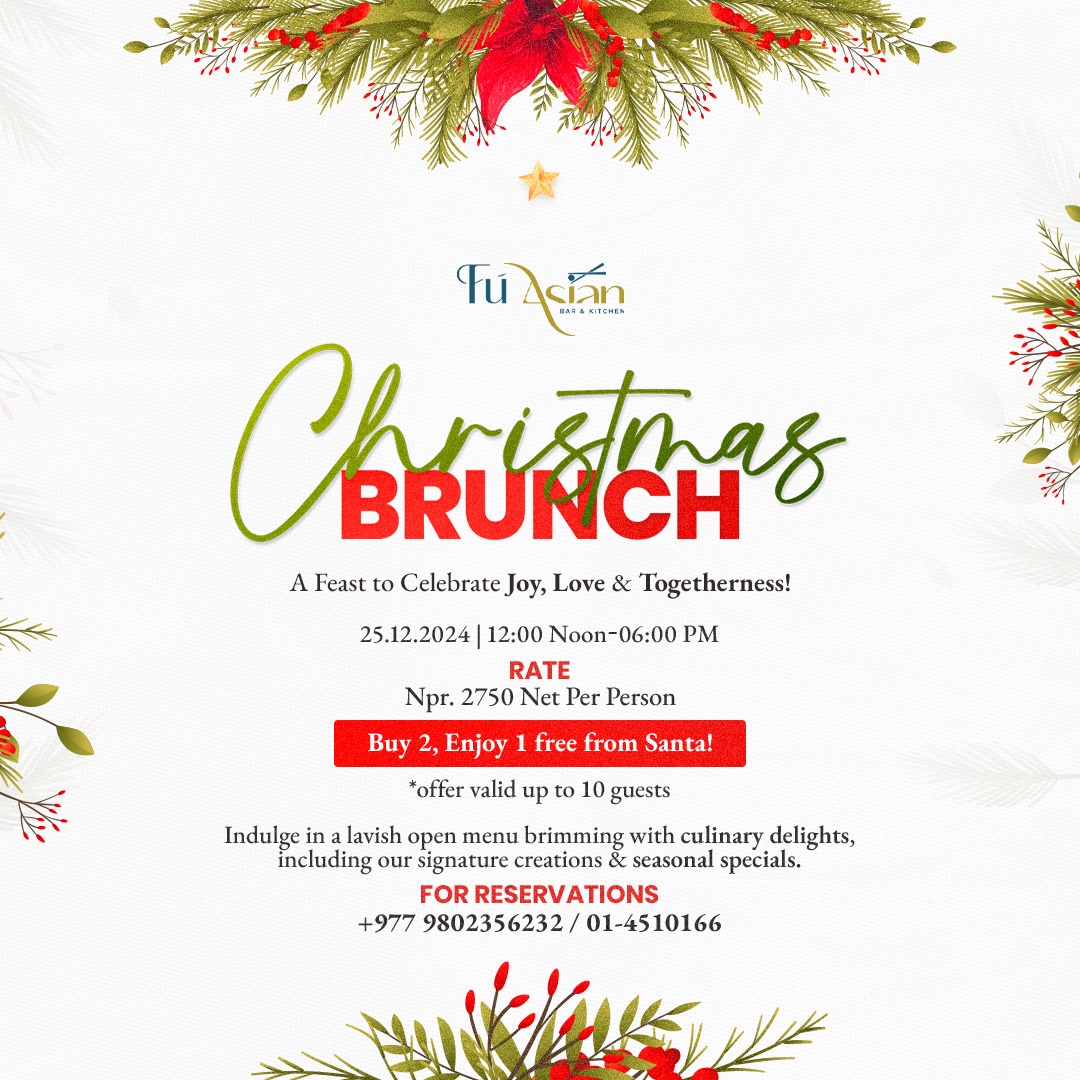 Fú Asian
BAR & KITCHEN
Christmas
BRUNCH
A Feast to Celebrate Joy, Love & Togetherness!
25.12.2024 | 12:00 Noon-06:00 PM
RATE
Npr. 2750 Net Per Person
Buy 2, Enjoy 1 free from Santa!
*offer valid up to 10 guests
Indulge in a lavish open menu brimming with culinary delights,
including our signature creations & seasonal specials.
FOR RESERVATIONS
+977 9802356232 / 01-4510166